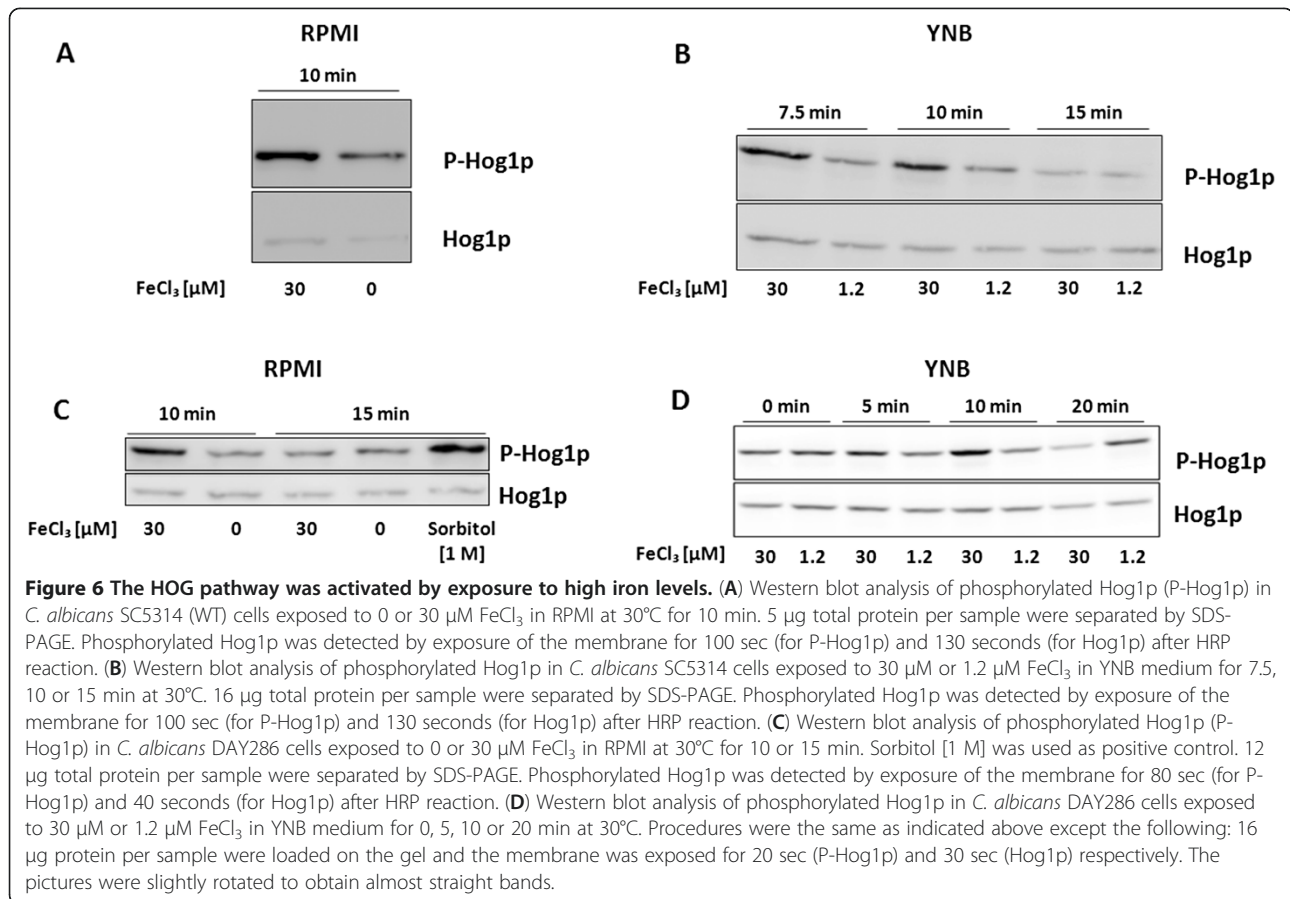 RPMI
A
10 min
P-Hog1p
Hog1p
FeCl₃ [µM] 30 0
YNB
B
7.5 min 10 min 15 min
P-Hog1p
Hog1p
FeCl₃ [µM] 30 1.2 30 1.2 30 1.2
RPMI
C
10 min 15 min
P-Hog1p
Hog1p
FeCl₃ [µM] 30 0 30 0 Sorbitol
[1 M]
YNB
D
0 min 5 min 10 min 20 min
P-Hog1p
Hog1p
FeCl₃ [µM] 30 1.2 30 1.2 30 1.2 30 1.2
Figure 6 The HOG pathway was activated by exposure to high iron levels. (A) Western blot analysis of phosphorylated Hog1p (P-Hog1p) in
C. albicans SC5314 (WT) cells exposed to 0 or 30 µM FeCl₃ in RPMI at 30°C for 10 min. 5 µg total protein per sample were separated by SDS-
PAGE. Phosphorylated Hog1p was detected by exposure of the membrane for 100 sec (for P-Hog1p) and 130 seconds (for Hog1p) after HRP
reaction. (B) Western blot analysis of phosphorylated Hog1p in C. albicans SC5314 cells exposed to 30 µM or 1.2 µM FeCl₃ in YNB medium for 7.5,
10 or 15 min at 30°C. 16 µg total protein per sample were separated by SDS-PAGE. Phosphorylated Hog1p was detected by exposure of the
membrane for 100 sec (for P-Hog1p) and 130 seconds (for Hog1p) after HRP reaction. (C) Western blot analysis of phosphorylated Hog1p (P-
Hog1p) in C. albicans DAY286 cells exposed to 0 or 30 µM FeCl₃ in RPMI at 30°C for 10 or 15 min. Sorbitol [1 M] was used as positive control. 12
µg total protein per sample were separated by SDS-PAGE. Phosphorylated Hog1p was detected by exposure of the membrane for 80 sec (for P-
Hog1p) and 40 seconds (for Hog1p) after HRP reaction. (D) Western blot analysis of phosphorylated Hog1p in C. albicans DAY286 cells exposed
to 30 µM or 1.2 µM FeCl₃ in YNB medium for 0, 5, 10 or 20 min at 30°C. Procedures were the same as indicated above except the following: 16
µg protein per sample were loaded on the gel and the membrane was exposed for 20 sec (P-Hog1p) and 30 sec (Hog1p) respectively. The
pictures were slightly rotated to obtain almost straight bands.